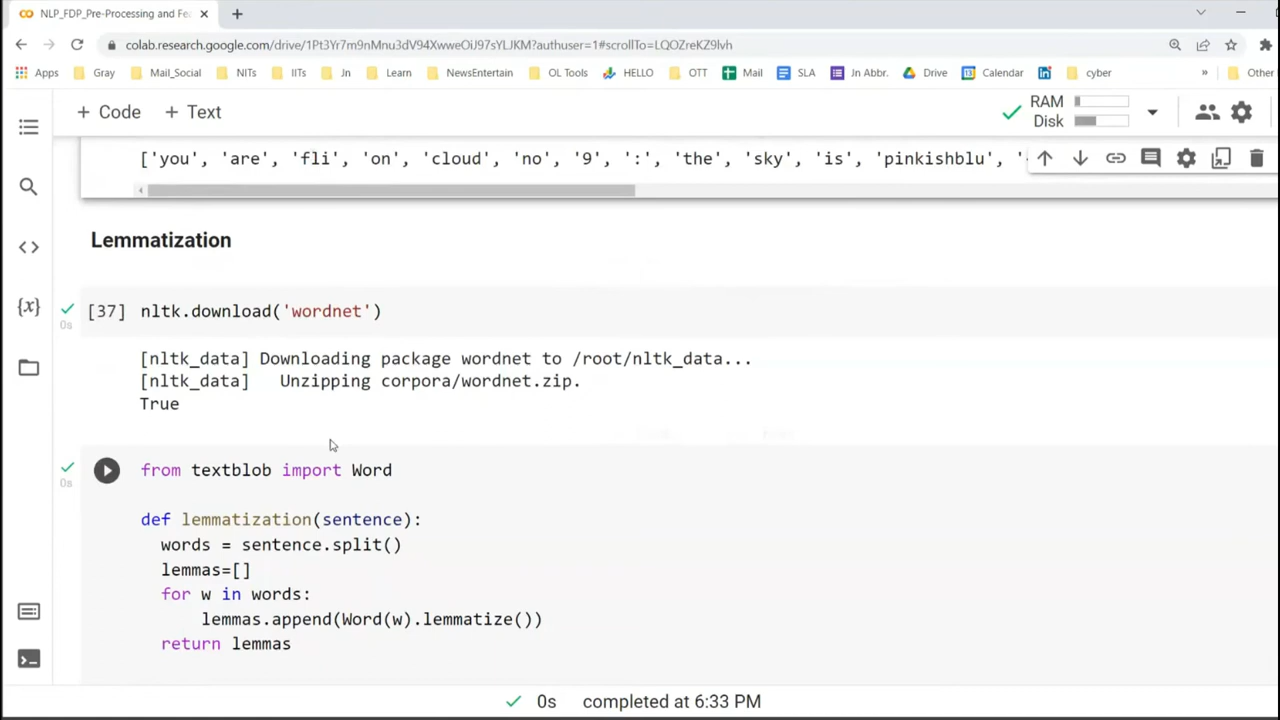 NLP_FDP_Pre-Processing and Fea
colab.research.google.com/drive/1Pt3Yr7m9nMnu3dV94XwweOiJ97sYLJKM?authuser=1#scrollTo=LQOZreKZ9lvh
Apps Gray Mail_Social NITs IITs Jn Learn NewsEntertain OL Tools HELLO OTT Mail SLA Jn Abbr. Drive Calendar cyber » Other
+ Code + Text RAM
Disk
['you', 'are', 'fli', 'on', 'cloud', 'no', '9', ':', 'the', 'sky', 'is', 'pinkishblu',
Lemmatization
[37] nltk.download('wordnet')
0s
[nltk_data] Downloading package wordnet to /root/nltk_data...
[nltk_data]   Unzipping corpora/wordnet.zip.
True
from textblob import Word
0s
def lemmatization(sentence):
words = sentence.split()
lemmas=[]
for w in words:
lemmas.append(Word(w).lemmatize())
return lemmas
0s completed at 6:33 PM